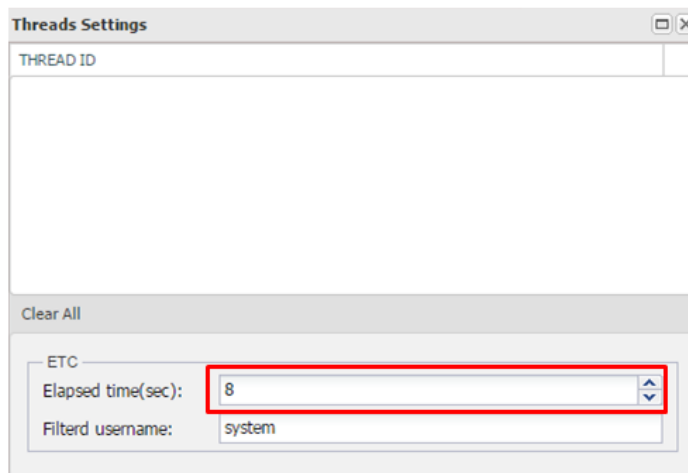 Threads Settings
THREAD ID
Clear All
ETC
Elapsed time(sec): 8
Filterd username: system